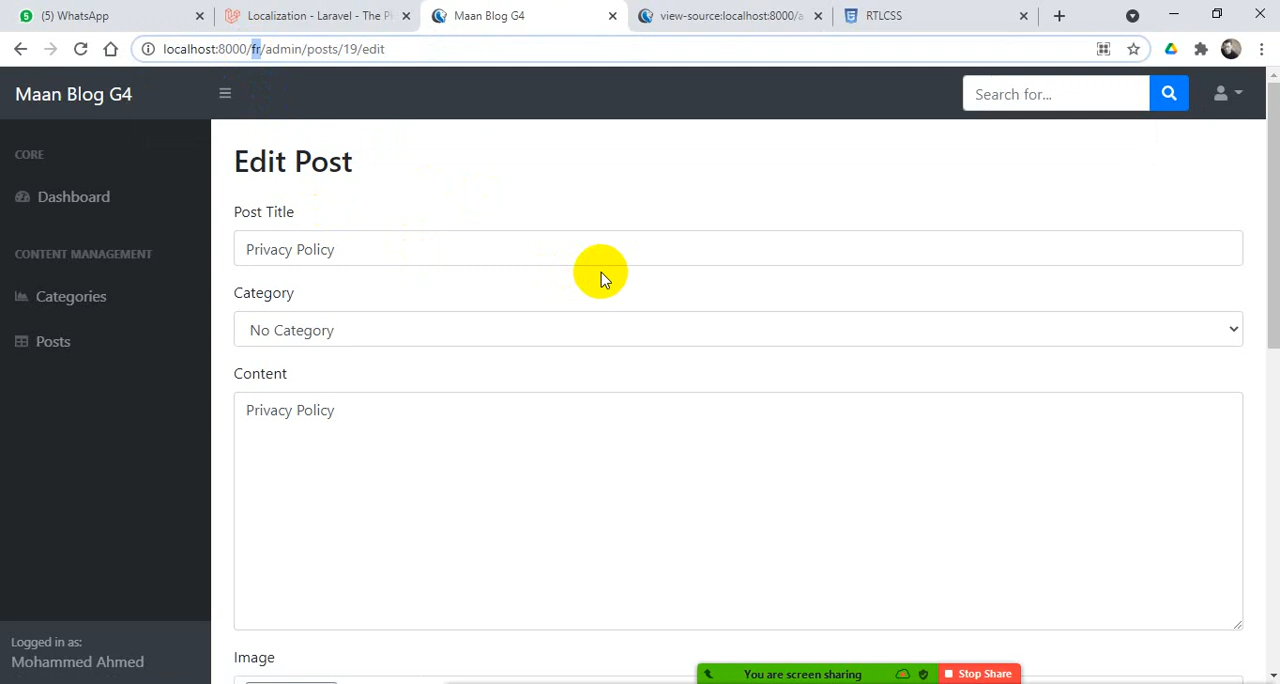 (5) WhatsApp
Localization - Laravel - The P
Maan Blog G4
view-source:localhost:8000/a
RTLCSS
localhost:8000/fr/admin/posts/19/edit
Maan Blog G4
Search for...
CORE
Dashboard
CONTENT MANAGEMENT
Categories
Posts
Logged in as:
Mohammed Ahmed
Edit Post
Post Title
Privacy Policy
Category
No Category
Content
Privacy Policy
Image
You are screen sharing
Stop Share